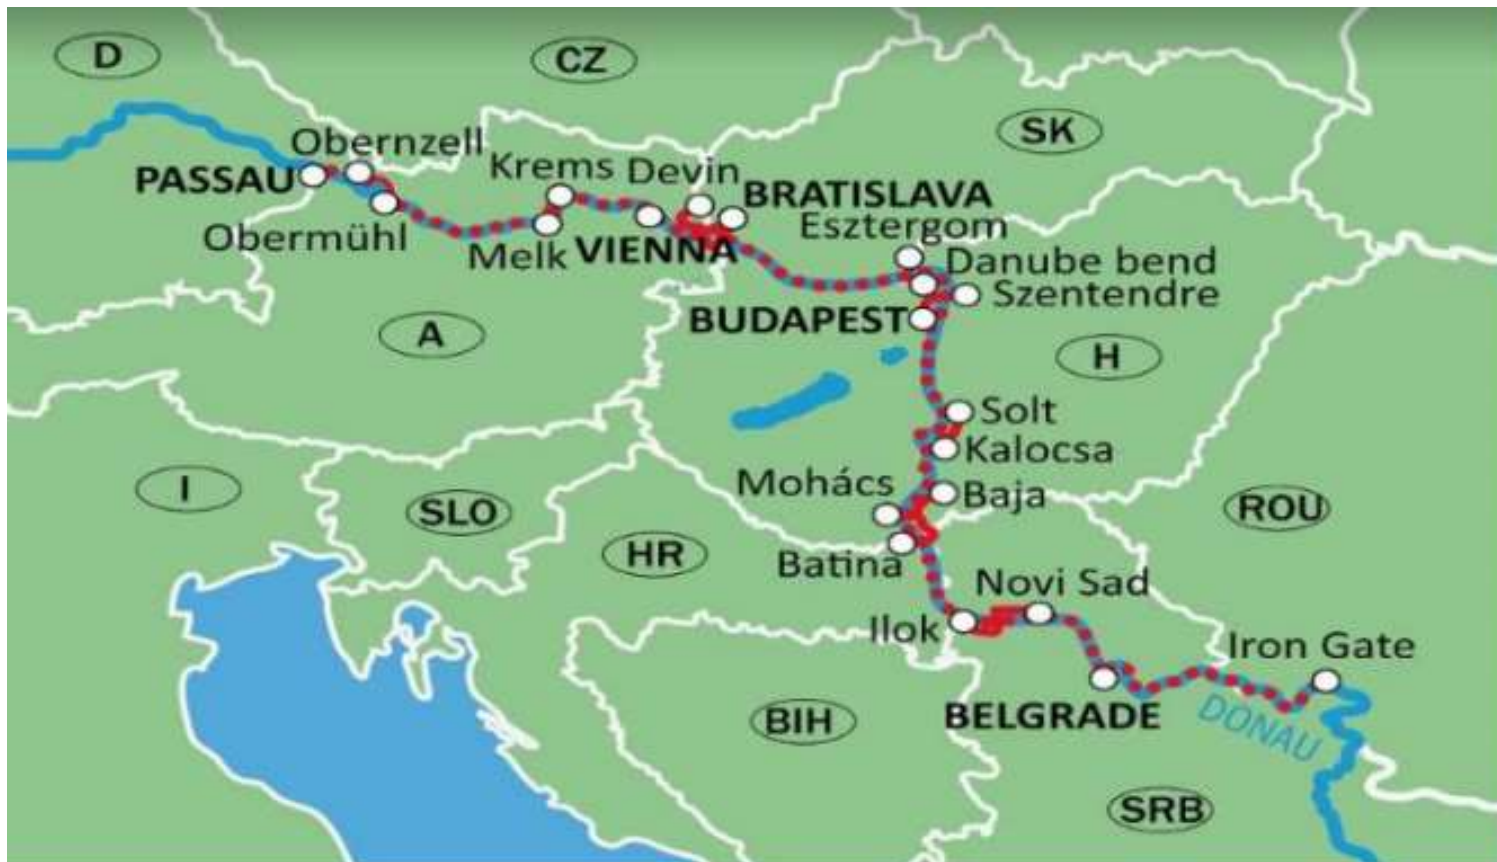 D
CZ
SK
Obernzell
PASSAU
Krems
Devin
BRATISLAVA
Obermühl
Melk
VIENNA
Esztergom
Danube bend
Szentendre
BUDAPEST
A
H
Solt
Kalocsa
Mohács
Baja
I
SLO
HR
ROU
Batina
Novi Sad
Ilok
Iron Gate
BIH
BELGRADE
DONAU
SRB